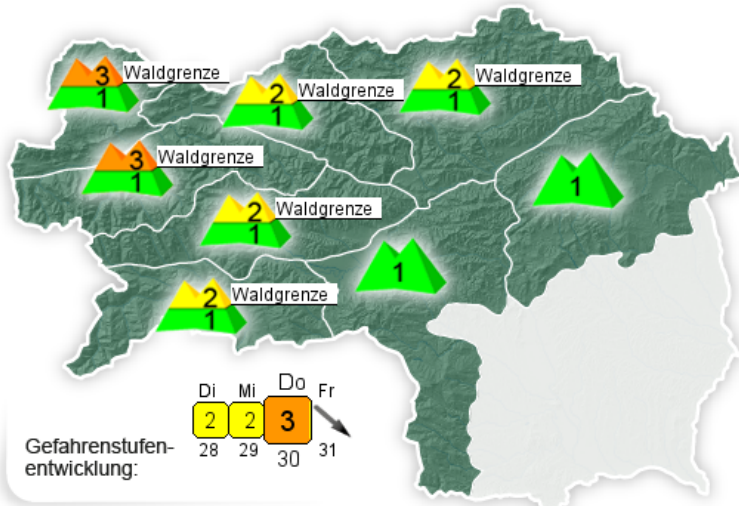 3 Waldgrenze
1
2 Waldgrenze
1
2 Waldgrenze
1
3 Waldgrenze
1
1
2 Waldgrenze
1
1
2 Waldgrenze
1
Di Mi Do Fr
2 2 3
28 29 30 31
Gefahrenstufen-
entwicklung: